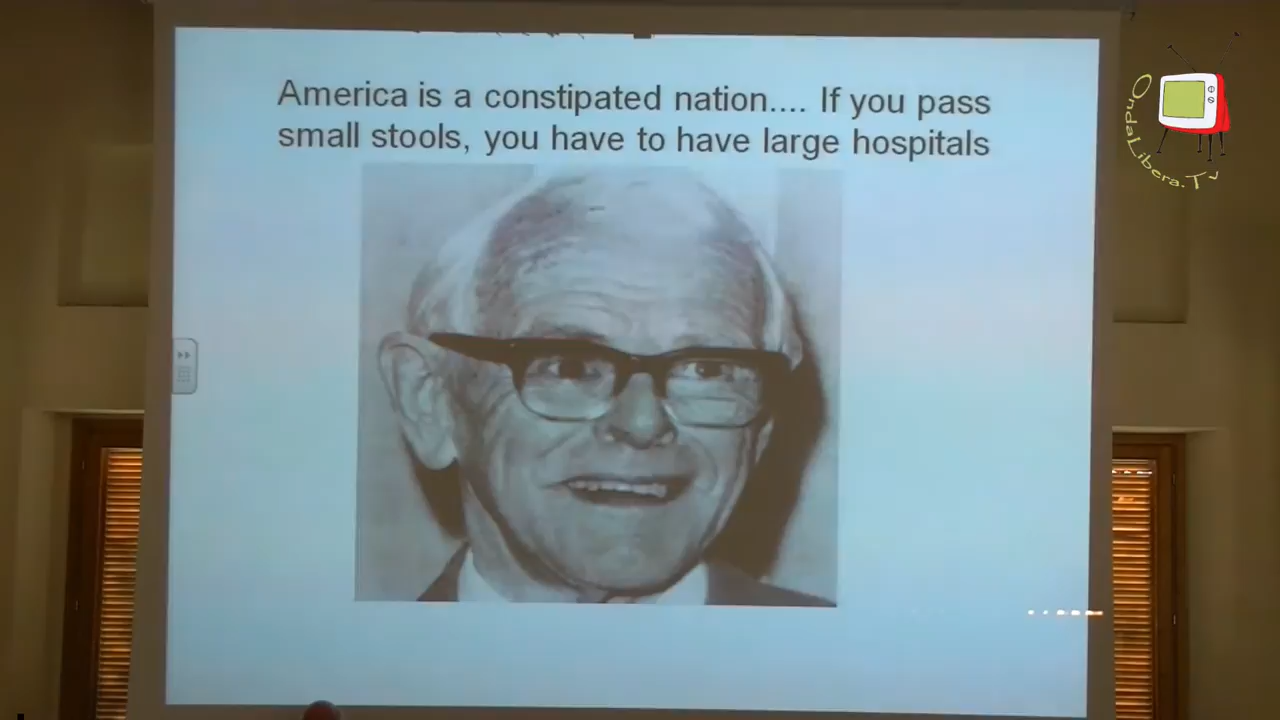 America is a constipated nation.... If you pass
small stools, you have to have large hospitals
OndaLibera.Tv